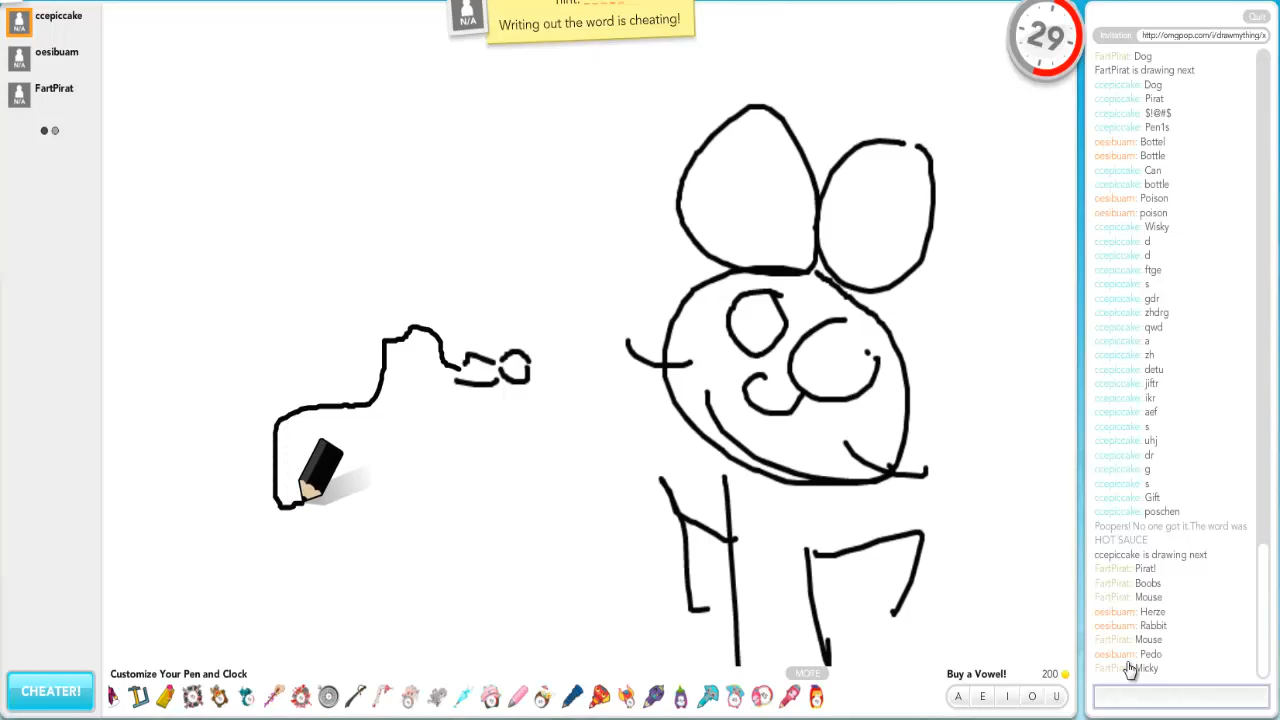 ccepiccake
N/A
oesibuam
N/A
FartPirat
N/A
N/A
hint:
Writing out the word is cheating!
29
Quit
Invitation http://omgpop.com/i/drawmything/x
FartPirat: Dog
FartPirat is drawing next
ccepiccake: Dog
ccepiccake: Pirat
ccepiccake: $!@#$
ccepiccake: Pen1s
oesibuam: Bottel
oesibuam: Bottle
ccepiccake: Can
ccepiccake: bottle
oesibuam: Poison
oesibuam: poison
ccepiccake: Wisky
ccepiccake: d
ccepiccake: d
ccepiccake: ftge
ccepiccake: s
ccepiccake: gdr
ccepiccake: zhdrg
ccepiccake: qwd
ccepiccake: a
ccepiccake: zh
ccepiccake: detu
ccepiccake: jiftr
ccepiccake: ikr
ccepiccake: aef
ccepiccake: s
ccepiccake: uhj
ccepiccake: dr
ccepiccake: g
ccepiccake: s
ccepiccake: Gift
ccepiccake: poschen
Poopers! No one got it.The word was
HOT SAUCE
ccepiccake is drawing next
FartPirat: Pirat!
FartPirat: Boobs
FartPirat: Mouse
oesibuam: Herze
oesibuam: Rabbit
FartPirat: Mouse
oesibuam: Pedo
FartPirat: Micky
Customize Your Pen and Clock
MORE
Buy a Vowel! 200
CHEATER!
A E I O U